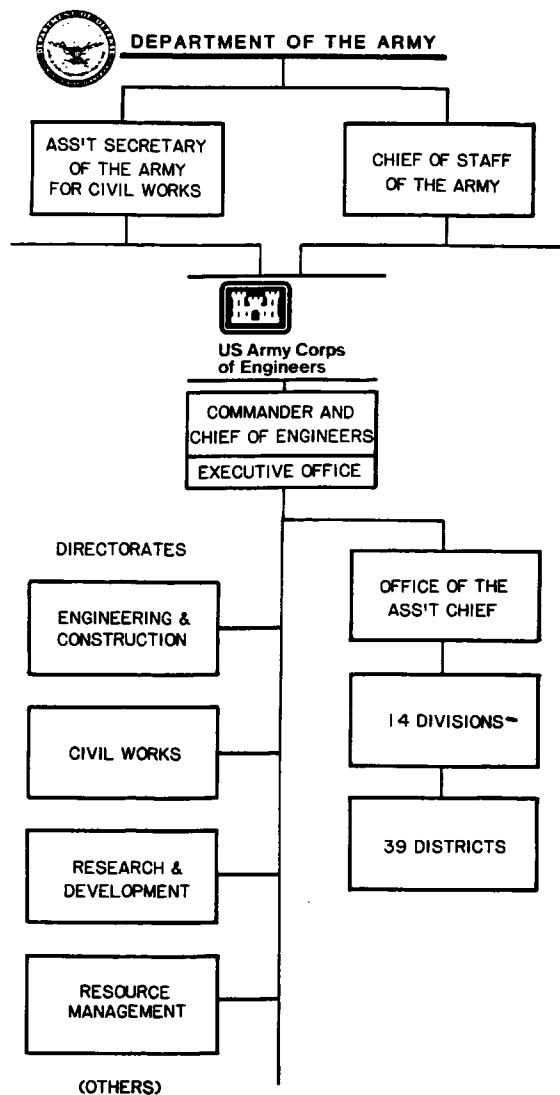 DEPARTMENT OF THE ARMY
ASS'T SECRETARY
OF THE ARMY
FOR CIVIL WORKS
CHIEF OF STAFF
OF THE ARMY
US Army Corps
of Engineers
COMMANDER AND
CHIEF OF ENGINEERS
EXECUTIVE OFFICE
DIRECTORATES
ENGINEERING &
CONSTRUCTION
CIVIL WORKS
RESEARCH &
DEVELOPMENT
RESOURCE
MANAGEMENT
(OTHERS)
OFFICE OF THE
ASS'T CHIEF
14 DIVISIONS
39 DISTRICTS